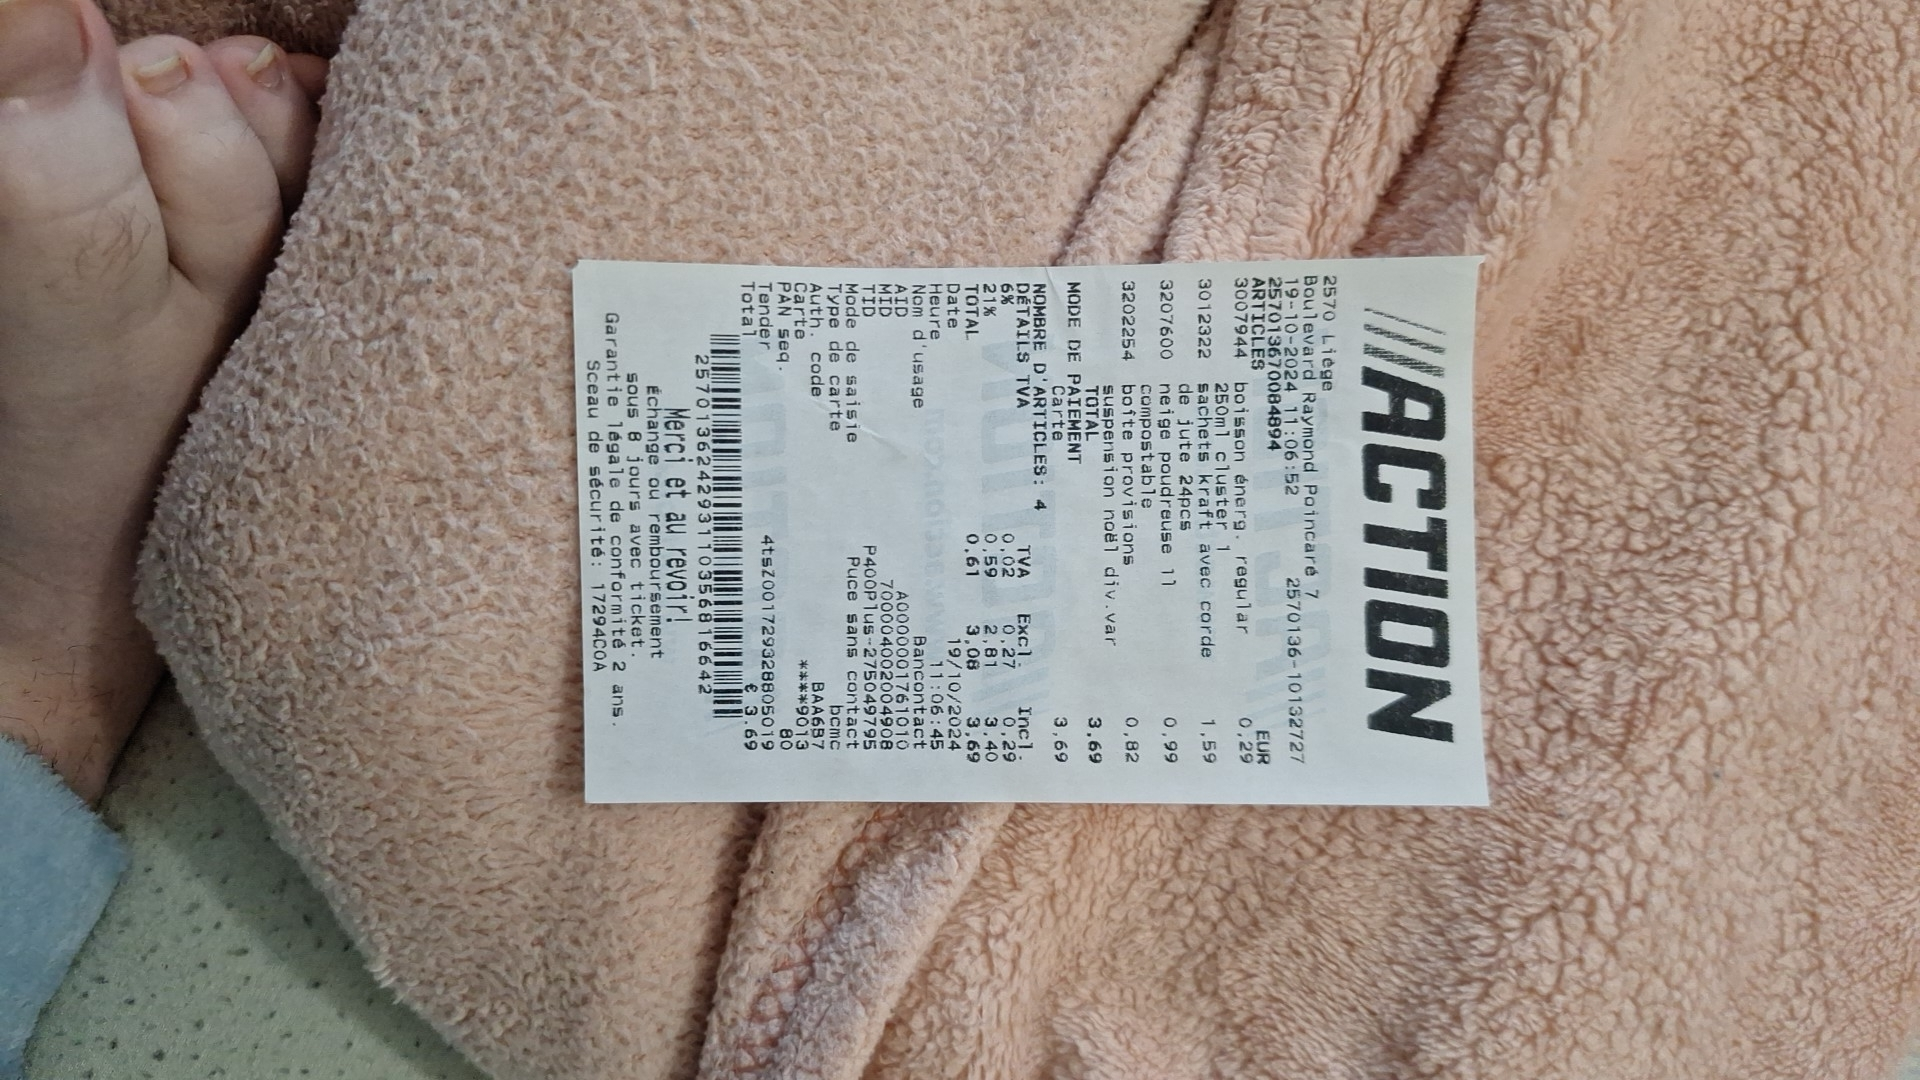 ///ACTION
2570 Liège
Boulevard Raymond Poincaré 7
19-10-2024 11:06:52 2570136-10132727
257013670084894
ARTICLES EUR
3007944 boisson énerg. regular 0,29
250ml cluster 1
3012322 sachets kraft avec corde 1,59
de jute 24pcs
3207600 neige poudreuse 1l 0,99
compostable
3202254 boîte provisions 0,82
suspension noël div.var
TOTAL 3,69
MODE DE PAIEMENT
Carte 3,69
NOMBRE D'ARTICLES: 4
DÉTAILS TVA TVA Excl. Incl.
6% 0,02 0,27 0,29
21% 0,59 2,81 3,40
TOTAL 0,61 3,08 3,69
Date 19/10/2024
Heure 11:06:45
Nom d'usage Bancontact
AID A0000001761010
MID 70000400200 4908
TID P400Plus-275049795
Mode de saisie Puce sans contact
Type de carte bcmc
Auth. code BAA6B7
Carte ****9013
PAN seq. 80
Tender 4tsZ001729328805019
Total € 3.69
2570136242931103568166 42
Merci et au revoir!
Échange ou remboursement
sous 8 jours avec ticket.
Garantie légale de conformité 2 ans.
Sceau de sécurité: 17294C0A